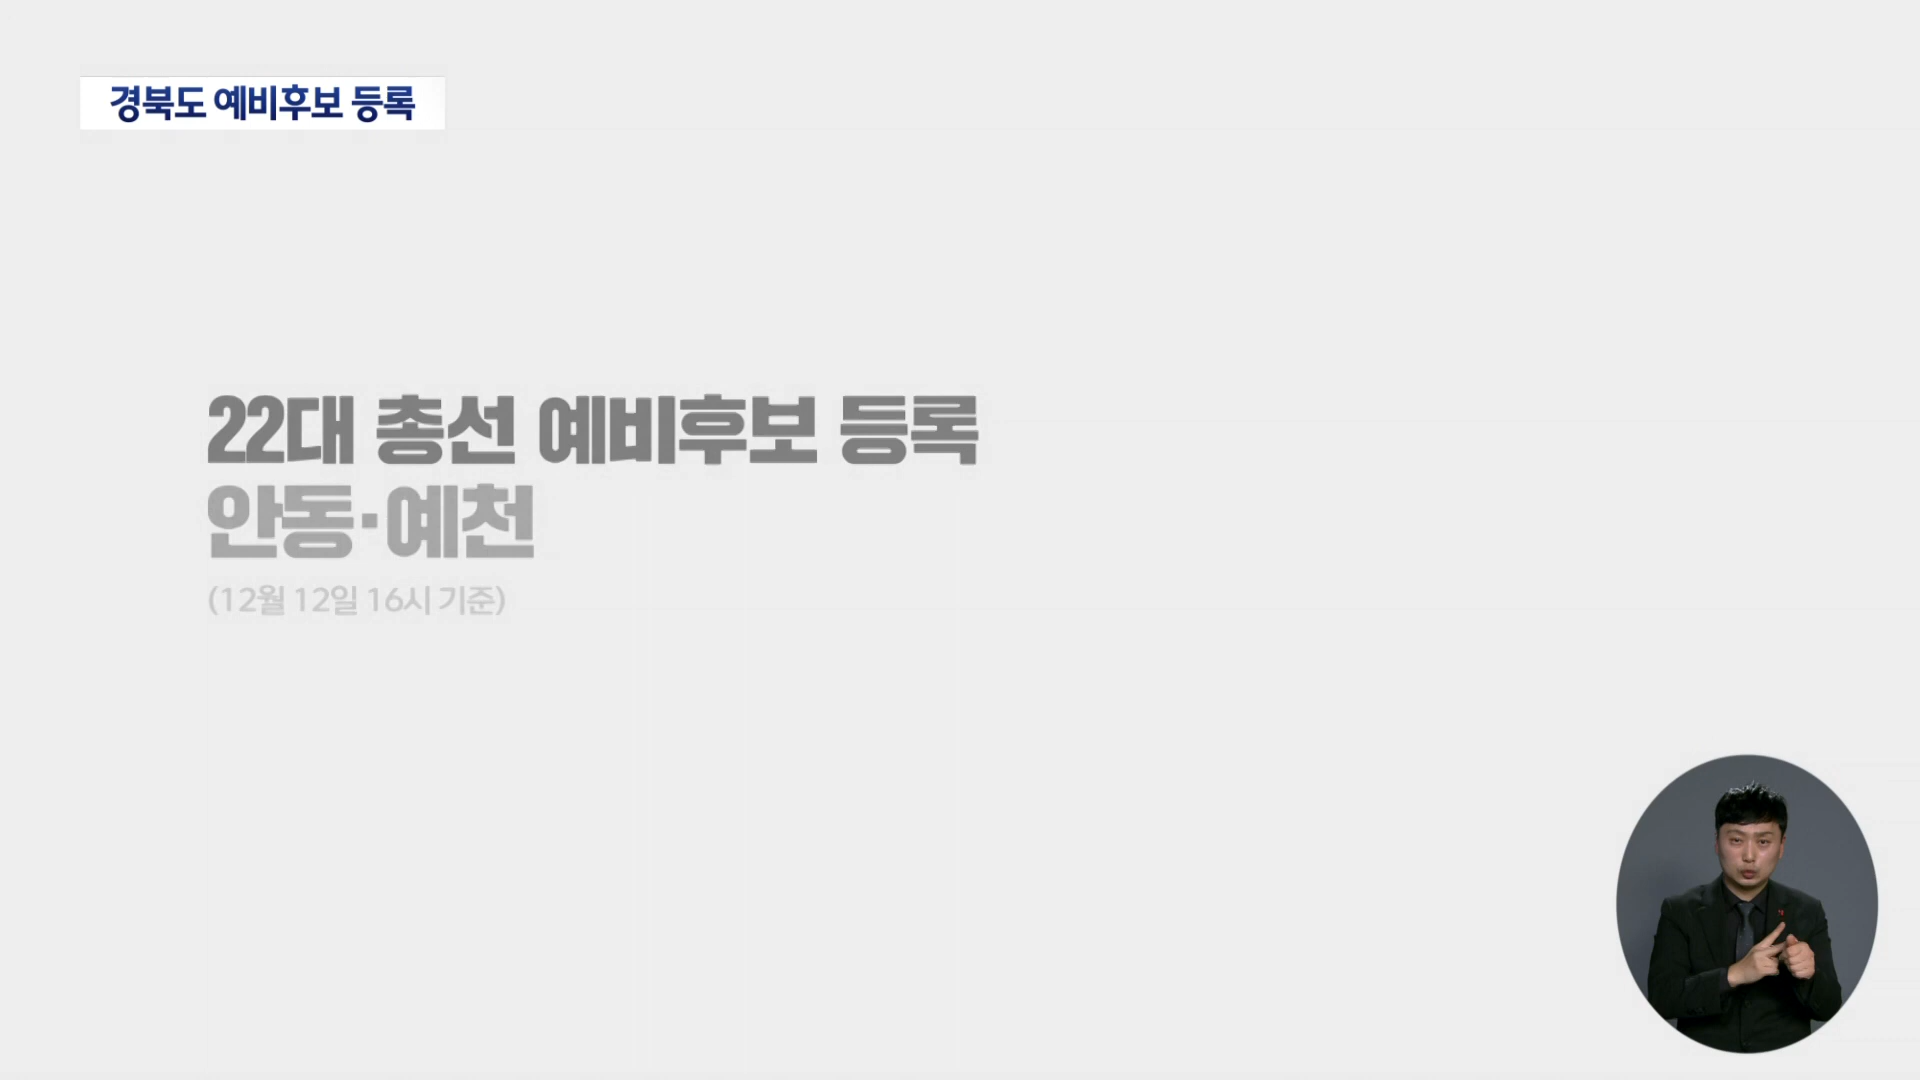 경북도 예비후보 등록
22대 총선 예비후보 등록
안동·예천
(12월 12일 16시 기준)